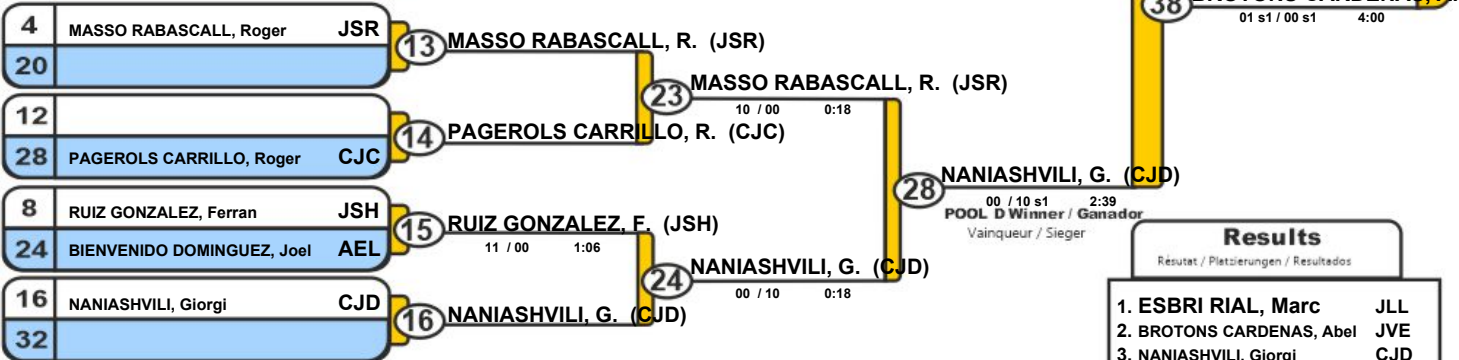 4 MASSO RABASCALL, Roger JSR
20
13 MASSO RABASCALL, R. (JSR)
12
28 PAGEROLS CARRILLO, Roger CJC
14 PAGEROLS CARRILLO, R. (CJC)
23 MASSO RABASCALL, R. (JSR)
10 / 00 0:18
8 RUIZ GONZALEZ, Ferran JSH
24 BIENVENIDO DOMINGUEZ, Joel AEL
15 RUIZ GONZALEZ, F. (JSH)
11 / 00 1:06
16 NANIASHVILI, Giorgi CJD
32
16 NANIASHVILI, G. (CJD)
24 NANIASHVILI, G. (CJD)
00 / 10 0:18
28 NANIASHVILI, G. (CJD)
00 / 10 s1 2:39
POOL D Winner / Ganador
Vainqueur / Sieger
38
01 s1 / 00 s1 4:00
Results
Résutat / Pletzierungen / Resultados
1. ESBRI RIAL, Marc JLL
2. BROTONS CARDENAS, Abel JVE
3. NANIASHVILI, Giorgi CJD